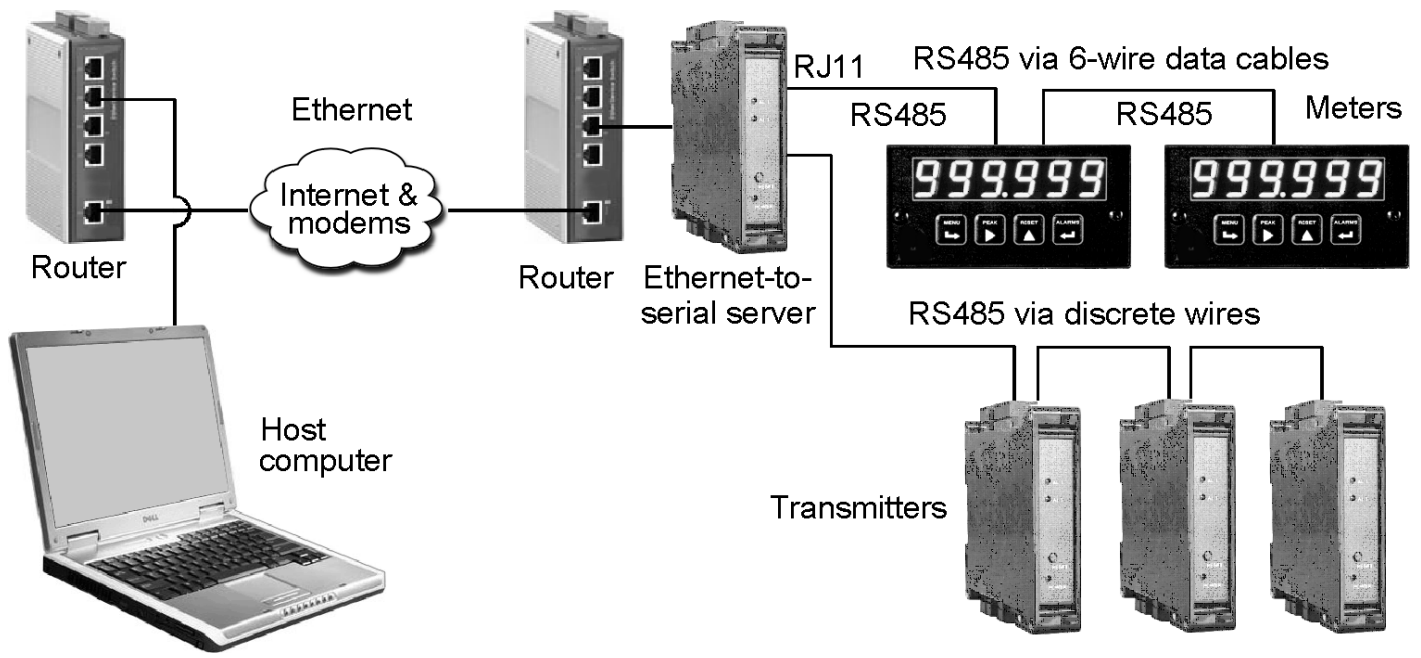 RJ11
RS485 via 6-wire data cables
Ethernet
RS485
RS485
Meters
999.999
999.999
Internet &
modems
MENU
PEAK
RESET
ALARMS
MENU
PEAK
RESET
ALARMS
Router
Router
Ethernet-to-
serial server
RS485 via discrete wires
Host
computer
DELL
Transmitters